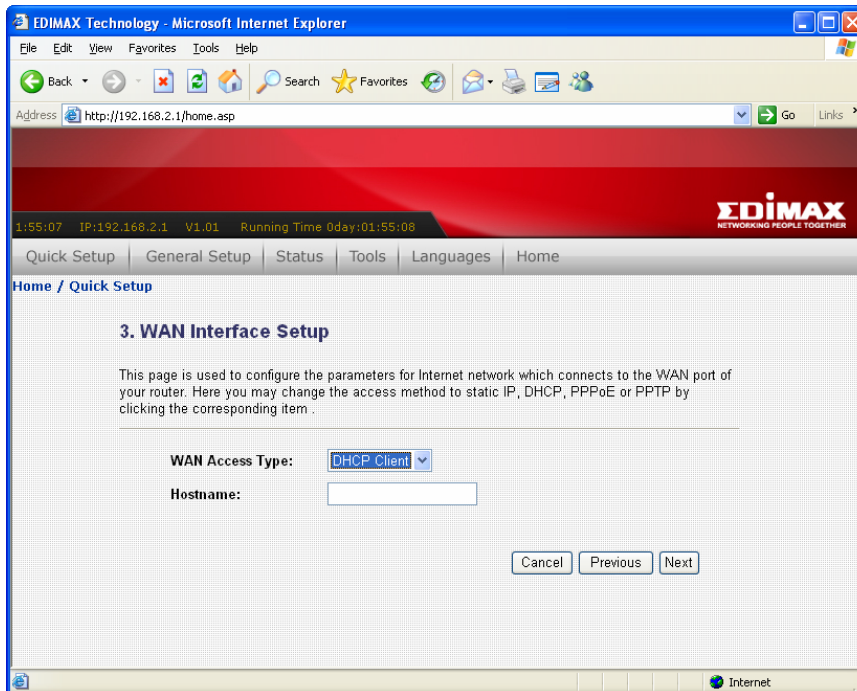 EDIMAX Technology - Microsoft Internet Explorer
File Edit View Favorites Tools Help
Back Search Favorites
Address http://192.168.2.1/home.asp Go Links »
EDIMAX
NETWORKING PEOPLE TOGETHER
1:55:07 IP:192.168.2.1 V1.01 Running Time 0day:01:55:08
Quick Setup General Setup Status Tools Languages Home
Home / Quick Setup
3. WAN Interface Setup
This page is used to configure the parameters for Internet network which connects to the WAN port of
your router. Here you may change the access method to static IP, DHCP, PPPoE or PPTP by
clicking the corresponding item .
WAN Access Type: DHCP Client
Hostname:
Cancel Previous Next
Internet